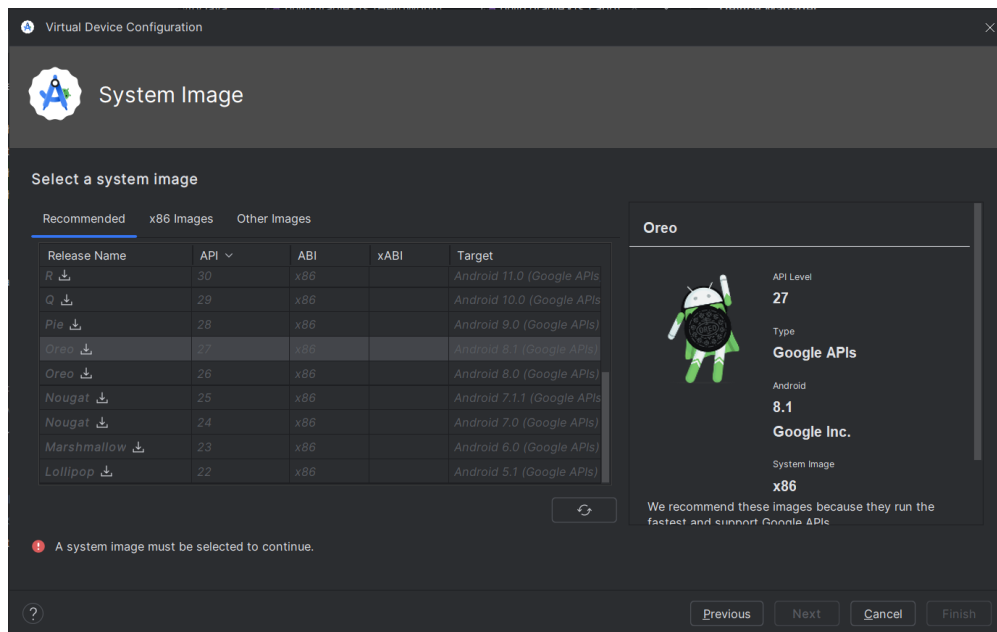 Virtual Device Configuration
System Image
Select a system image
Recommended x86 Images Other Images
Release Name API ABI xABI Target
R 30 x86 Android 11.0 (Google APIs
Q 29 x86 Android 10.0 (Google APIs
Pie 28 x86 Android 9.0 (Google APIs)
Oreo 27 x86 Android 8.1 (Google APIs)
Oreo 26 x86 Android 8.0 (Google APIs)
Nougat 25 x86 Android 7.1.1 (Google APIs
Nougat 24 x86 Android 7.0 (Google APIs)
Marshmallow 23 x86 Android 6.0 (Google APIs)
Lollipop 22 x86 Android 5.1 (Google APIs)
Oreo
OREO
API Level
27
Type
Google APIs
Android
8.1
Google Inc.
System Image
x86
We recommend these images because they run the
fastest and support Google APIs
A system image must be selected to continue.
?
Previous Next Cancel Finish